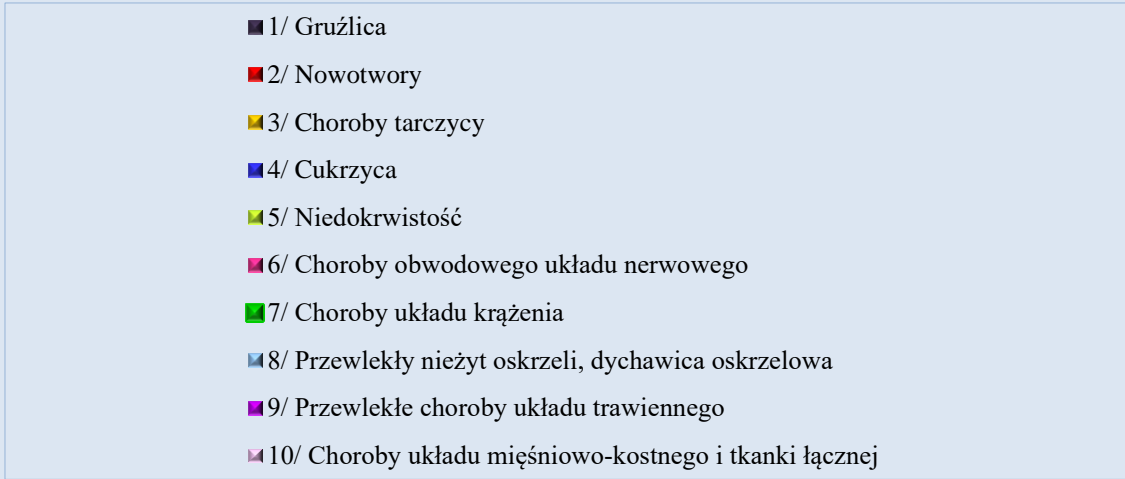 1/ Gruźlica
2/ Nowotwory
3/ Choroby tarczycy
4/ Cukrzyca
5/ Niedokrwistość
6/ Choroby obwodowego układu nerwowego
7/ Choroby układu krążenia
8/ Przewlekły nieżyt oskrzeli, dychawica oskrzelowa
9/ Przewlekłe choroby układu trawiennego
10/ Choroby układu mięśniowo-kostnego i tkanki łącznej